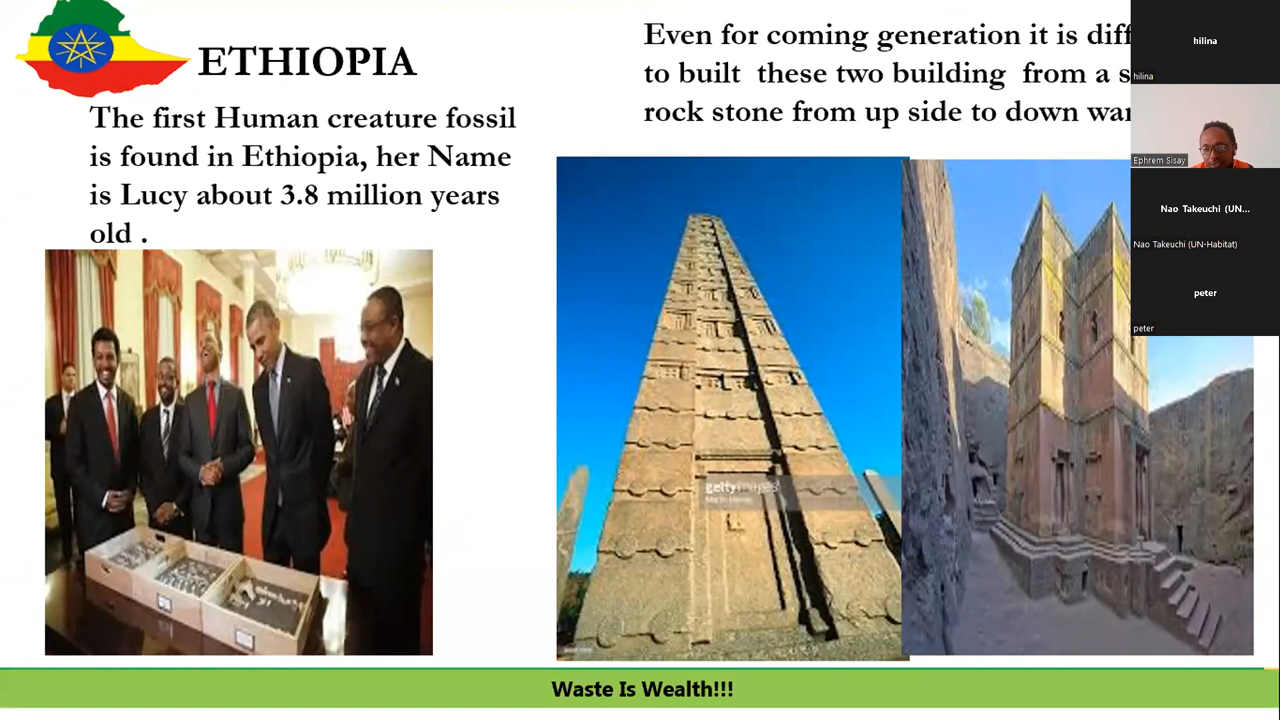 ETHIOPIA
The first Human creature fossil
is found in Ethiopia, her Name
is Lucy about 3.8 million years
old .
Even for coming generation it is diff
to built these two building from a s
rock stone from up side to down war
gettyimages
hilina
hilina
Ephrem Sisay
Nao Takeuchi (UN...
Nao Takeuchi (UN-Habitat)
peter
peter
Waste Is Wealth!!!